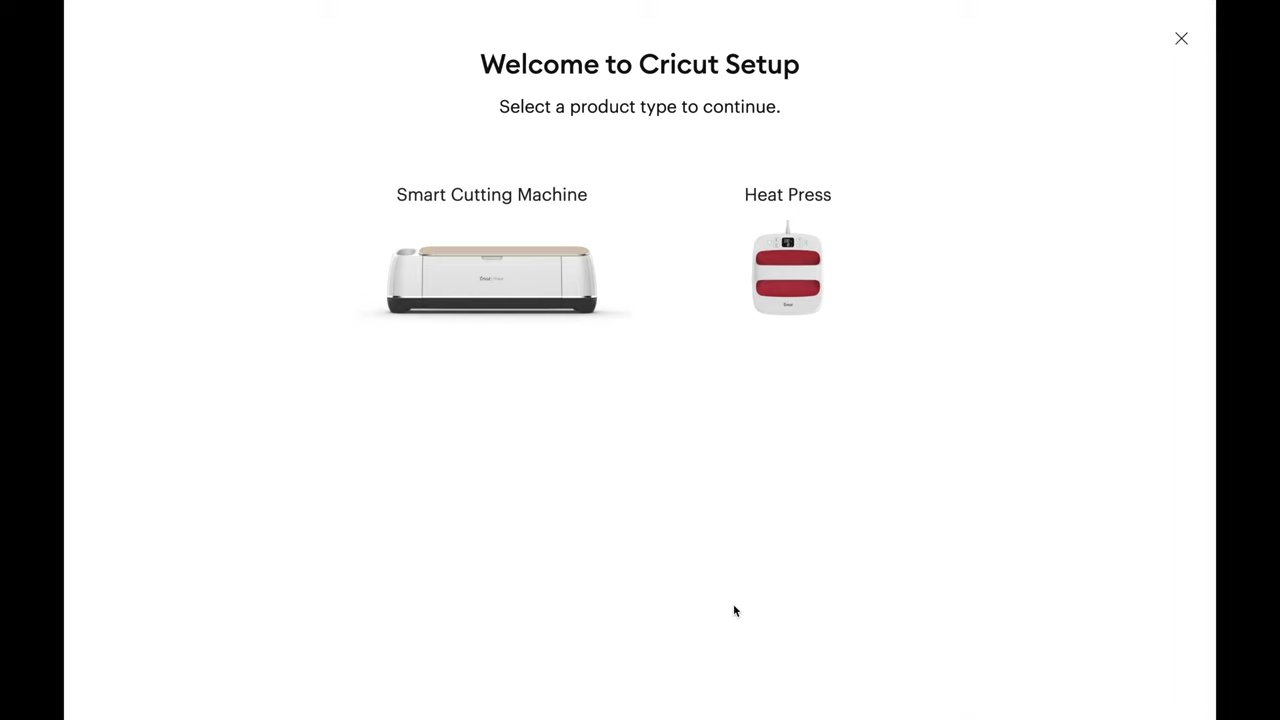 Welcome to Cricut Setup
Select a product type to continue.
Smart Cutting Machine
Heat Press